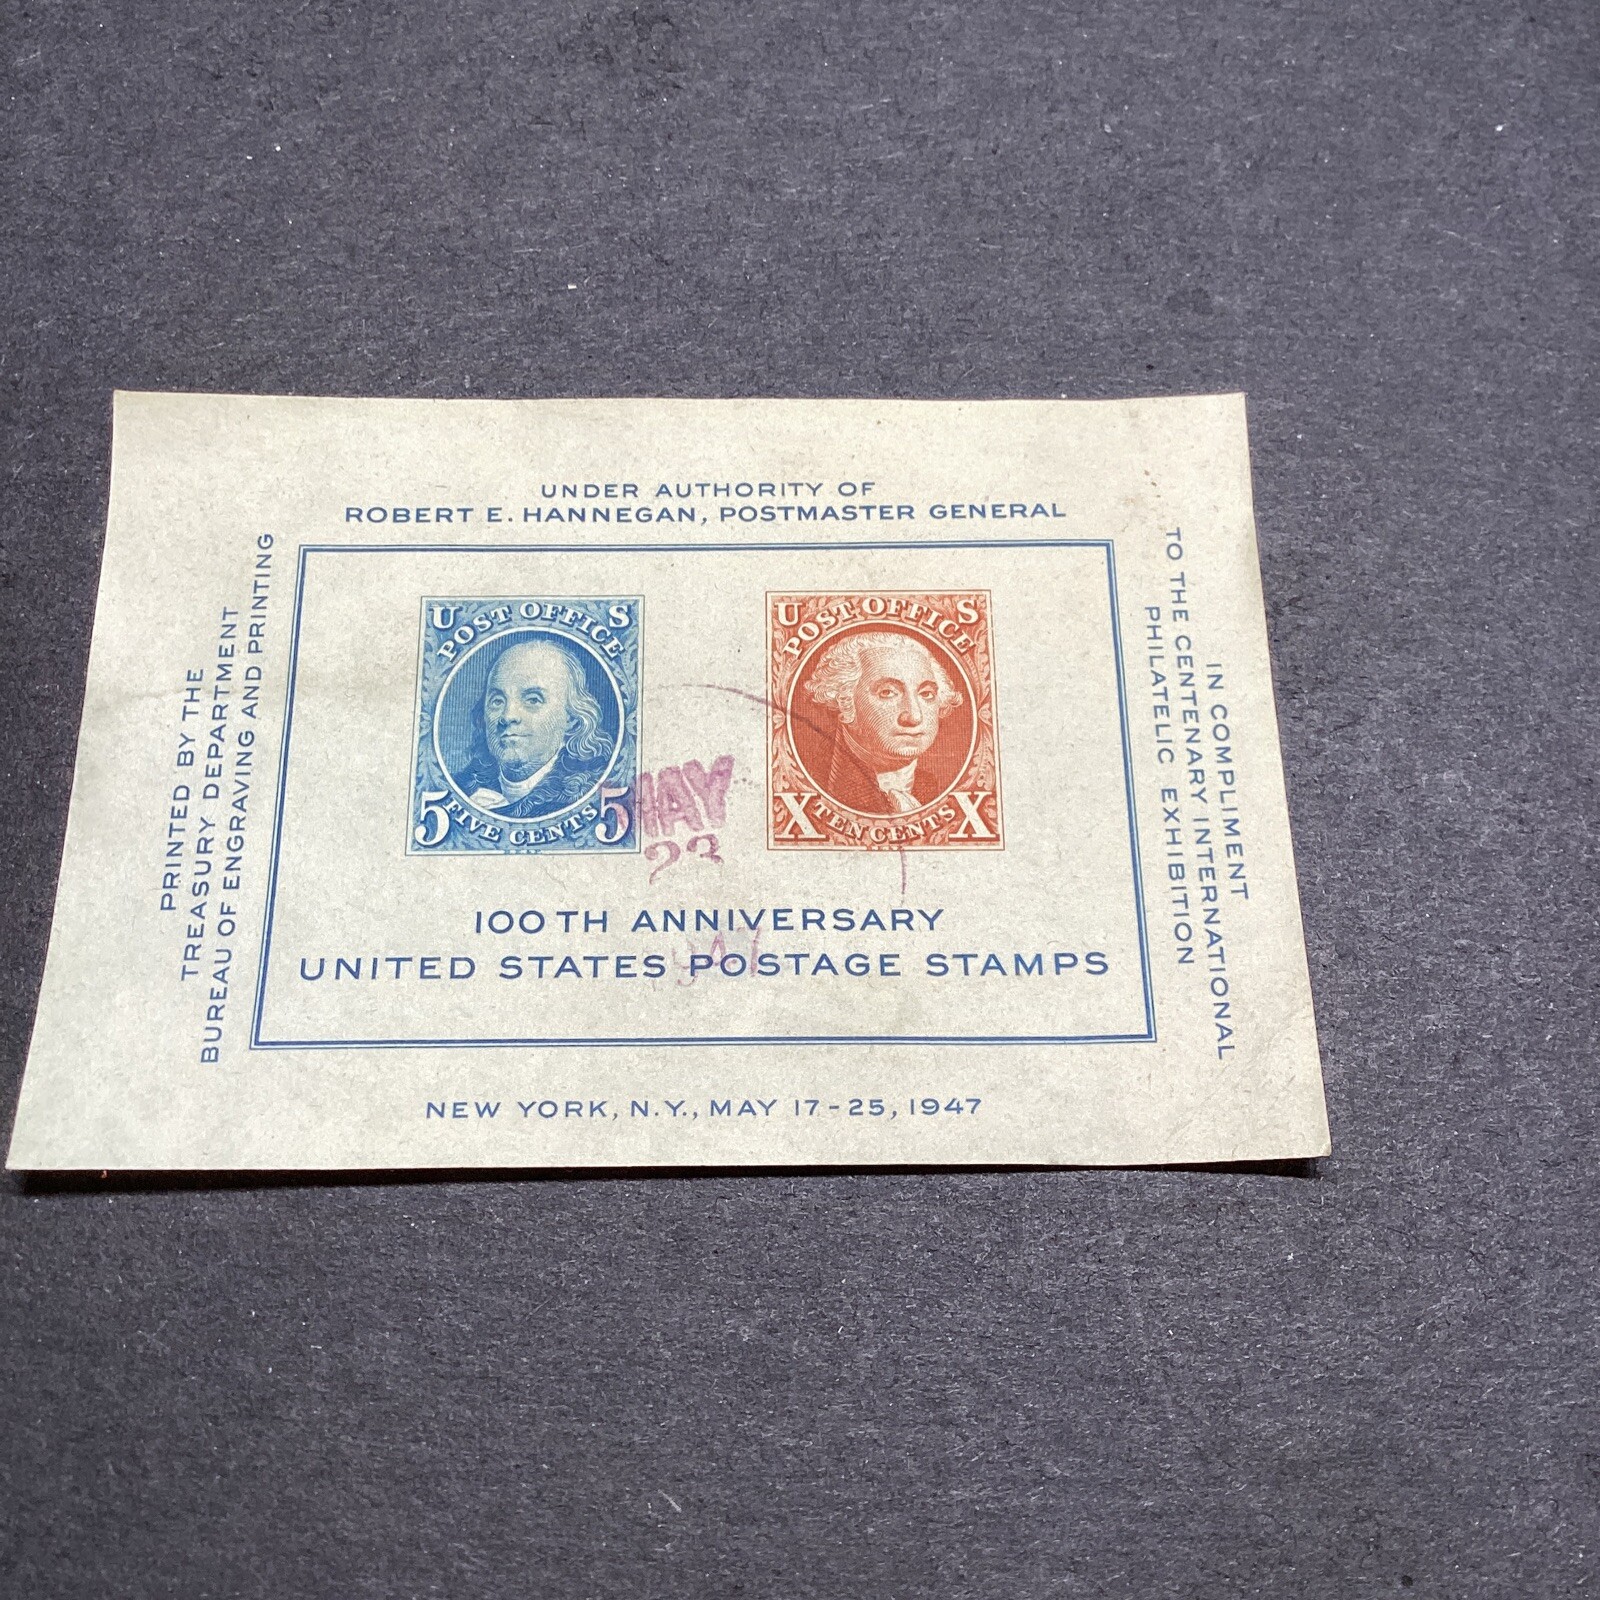 UNDER AUTHORITY OF
ROBERT E. HANNEGAN, POSTMASTER GENERAL
PRINTED BY THE
TREASURY DEPARTMENT
BUREAU OF ENGRAVING AND PRINTING
U S
POST OFFICE
5 FIVE CENTS 5
U S
POST OFFICE
X TEN CENTS X
MAY
23
1947
100TH ANNIVERSARY
UNITED STATES POSTAGE STAMPS
IN COMPLIMENT
TO THE CENTENARY INTERNATIONAL
PHILATELIC EXHIBITION
NEW YORK, N.Y., MAY 17-25, 1947